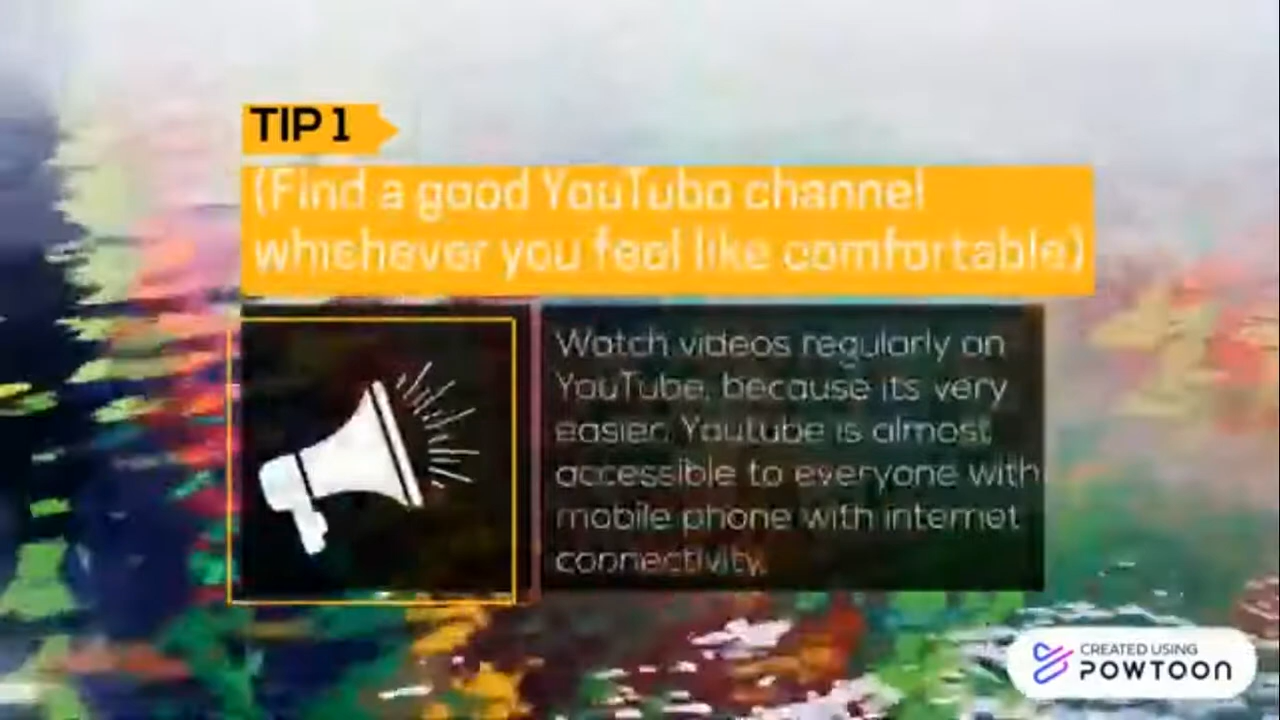 TIP 1
(Find a good YouTube channel
whichever you feel like comfortable)
Watch videos regularly on
YouTube, because its very
easier. Youtube is almost
accessible to everyone with
mobile phone with internet
connectivity.
CREATED USING
POWTOON